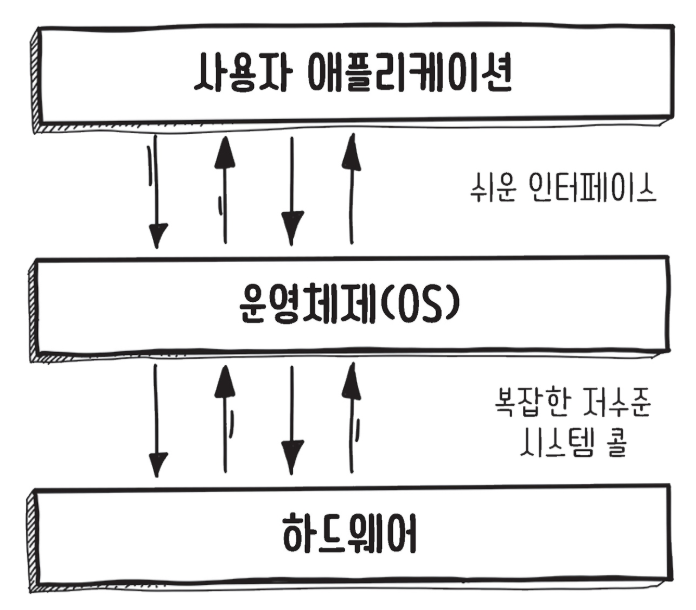 사용자 애플리케이션
쉬운 인터페이스
운영체제(OS)
복잡한 저수준
시스템 콜
하드웨어